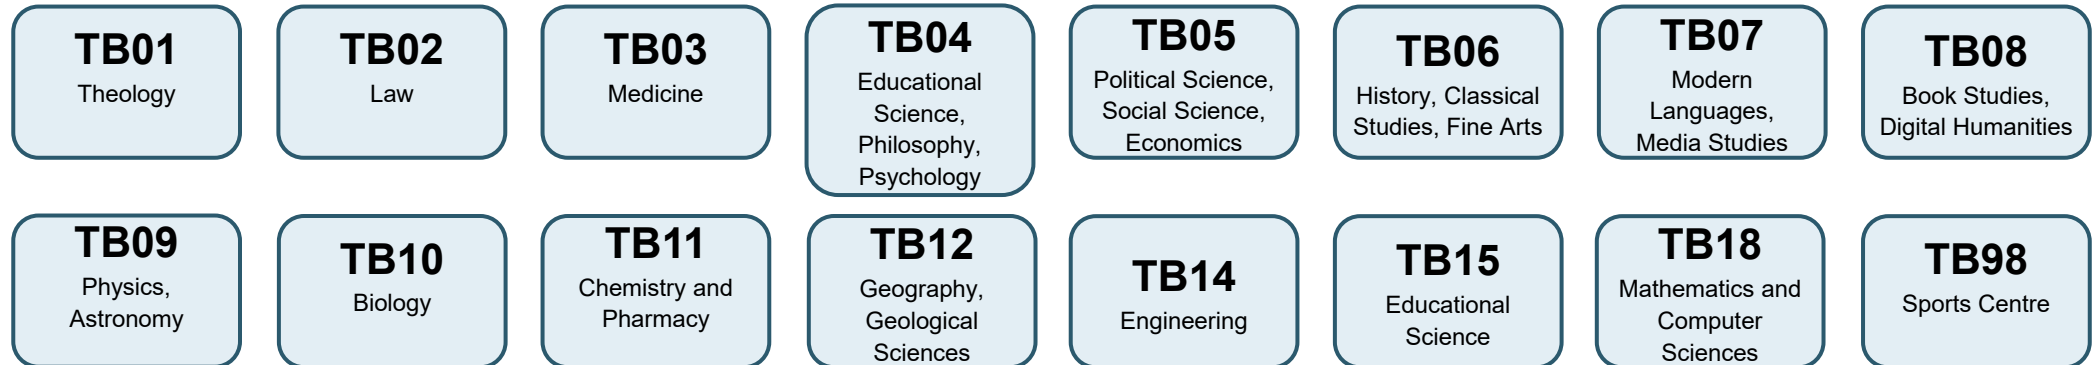 TB01
Theology
TB02
Law
TB03
Medicine
TB04
Educational
Science,
Philosophy,
Psychology
TB05
Political Science,
Social Science,
Economics
TB06
History, Classical
Studies, Fine Arts
TB07
Modern
Languages,
Media Studies
TB08
Book Studies,
Digital Humanities
TB09
Physics,
Astronomy
TB10
Biology
TB11
Chemistry and
Pharmacy
TB12
Geography,
Geological
Sciences
TB14
Engineering
TB15
Educational
Science
TB18
Mathematics and
Computer
Sciences
TB98
Sports Centre